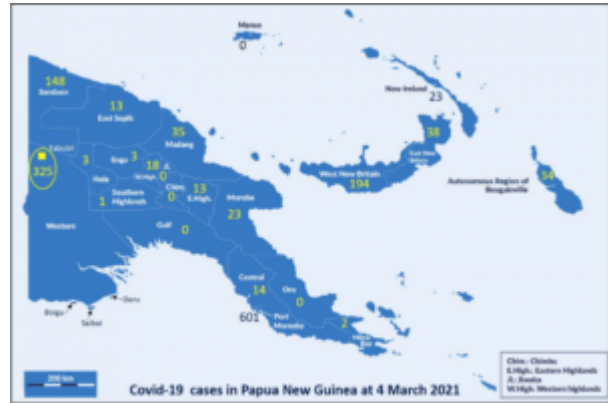 Manus
0
148
Sandaun
13
East Sepik
35
Madang
New Ireland
23
38
East New Britain
West New Britain
194
34
Autonomous Region of
Bougainville
325
3
Enga 3
Hela
18
W.High.
JI.
0
Chim.
0
13
E.High.
Southern
Highlands
1
Morobe
23
Western
Gulf
0
Central
14
Oro
0
601
Port
Moresby
2
Milne
Bay
Boigu
Saibai
Daru
200 km
Covid-19 cases in Papua New Guinea at 4 March 2021
Chim.: Chimbu
E.High.: Eastern Highlands
JI.: Jiwaka
W.High: Western highlands